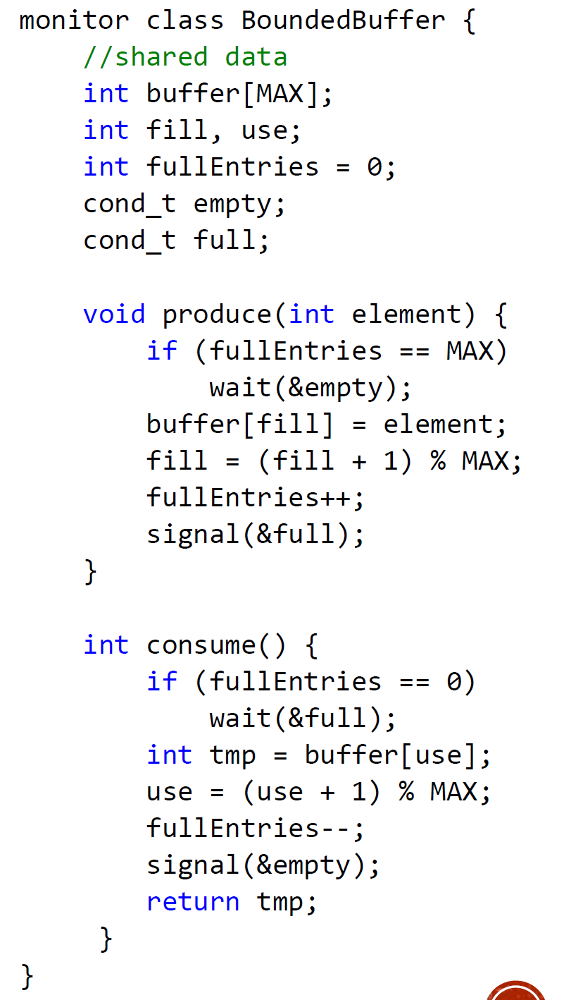 monitor class BoundedBuffer {
    //shared data
    int buffer[MAX];
    int fill, use;
    int fullEntries = 0;
    cond_t empty;
    cond_t full;

    void produce(int element) {
        if (fullEntries == MAX)
            wait(&empty);
        buffer[fill] = element;
        fill = (fill + 1) % MAX;
        fullEntries++;
        signal(&full);
    }

    int consume() {
        if (fullEntries == 0)
            wait(&full);
        int tmp = buffer[use];
        use = (use + 1) % MAX;
        fullEntries--;
        signal(&empty);
        return tmp;
     }
}